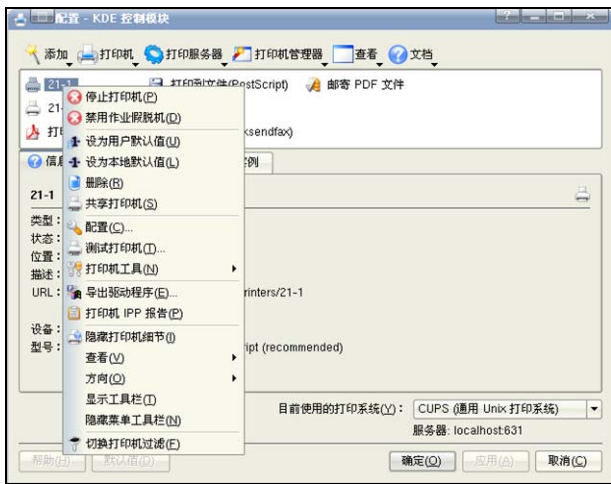 配置 - KDE 控制模块
添加 打印机 打印服务器 打印机管理器 查看 文档
21-1 打印到文件(PostScript) 邮寄 PDF 文件
21-
打印 ksendfax)
停止打印机(P)
禁用作业假脱机(D)
设为用户默认值(U)
设为本地默认值(L)
删除(R)
共享打印机(S)
配置(C)...
测试打印机(T)...
打印机工具(N)
导出驱动程序(E)...
打印机 IPP 报告(P)
隐藏打印机细节(I)
查看(V)
方向(O)
显示工具栏(T)
隐藏菜单工具栏(N)
切换打印机过滤(F)
信息 实例
21-1
类型：
状态：
位置：
描述：
URL： rinters/21-1
设备：
型号： ript (recommended)
目前使用的打印系统(Y)： CUPS (通用 Unix 打印系统)
服务器: localhost:631
帮助(H) 默认值(D) 确定(O) 应用(A) 取消(C)